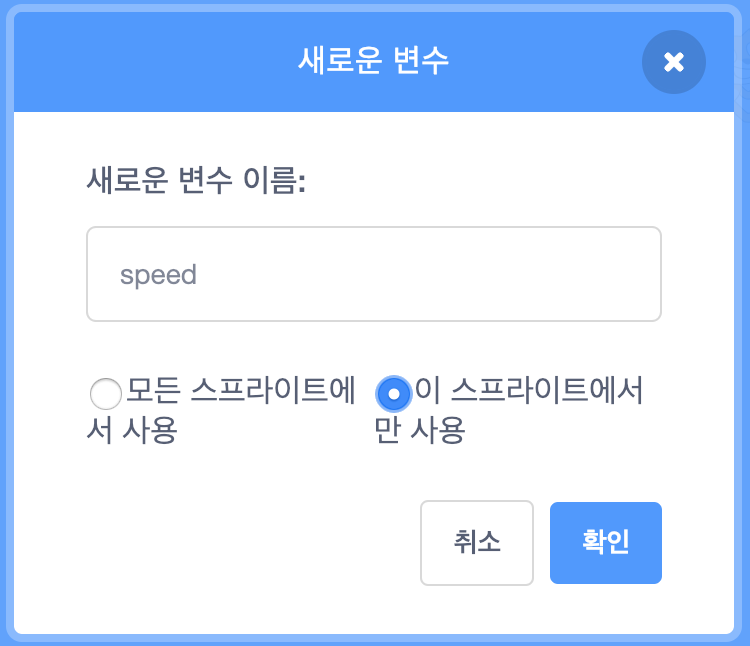 새로운 변수
새로운 변수 이름:
speed
모든 스프라이트에
서 사용
이 스프라이트에서
만 사용
취소
확인